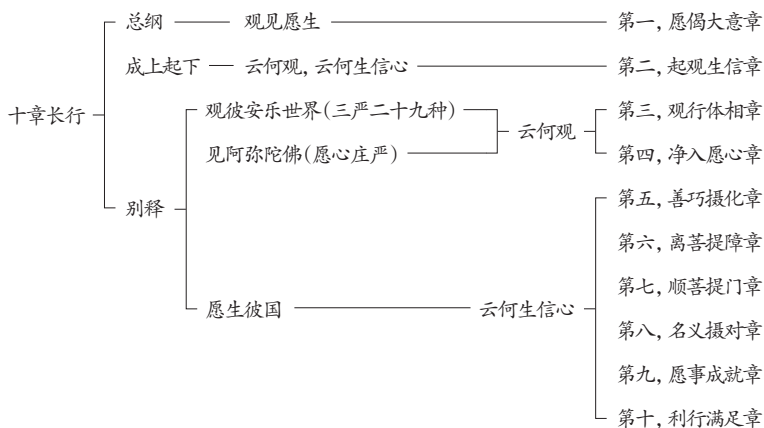 总纲 观见愿生 第一，愿偈大意章
成上起下 云何观，云何生信心 第二，起观生信章
十章长行 观彼安乐世界(三严二十九种) 第三，观行体相章
云何观
见阿弥陀佛(愿心庄严) 第四，净入愿心章
别释 第五，善巧摄化章
第六，离菩提障章
第七，顺菩提门章
愿生彼国 云何生信心 第八，名义摄对章
第九，愿事成就章
第十，利行满足章